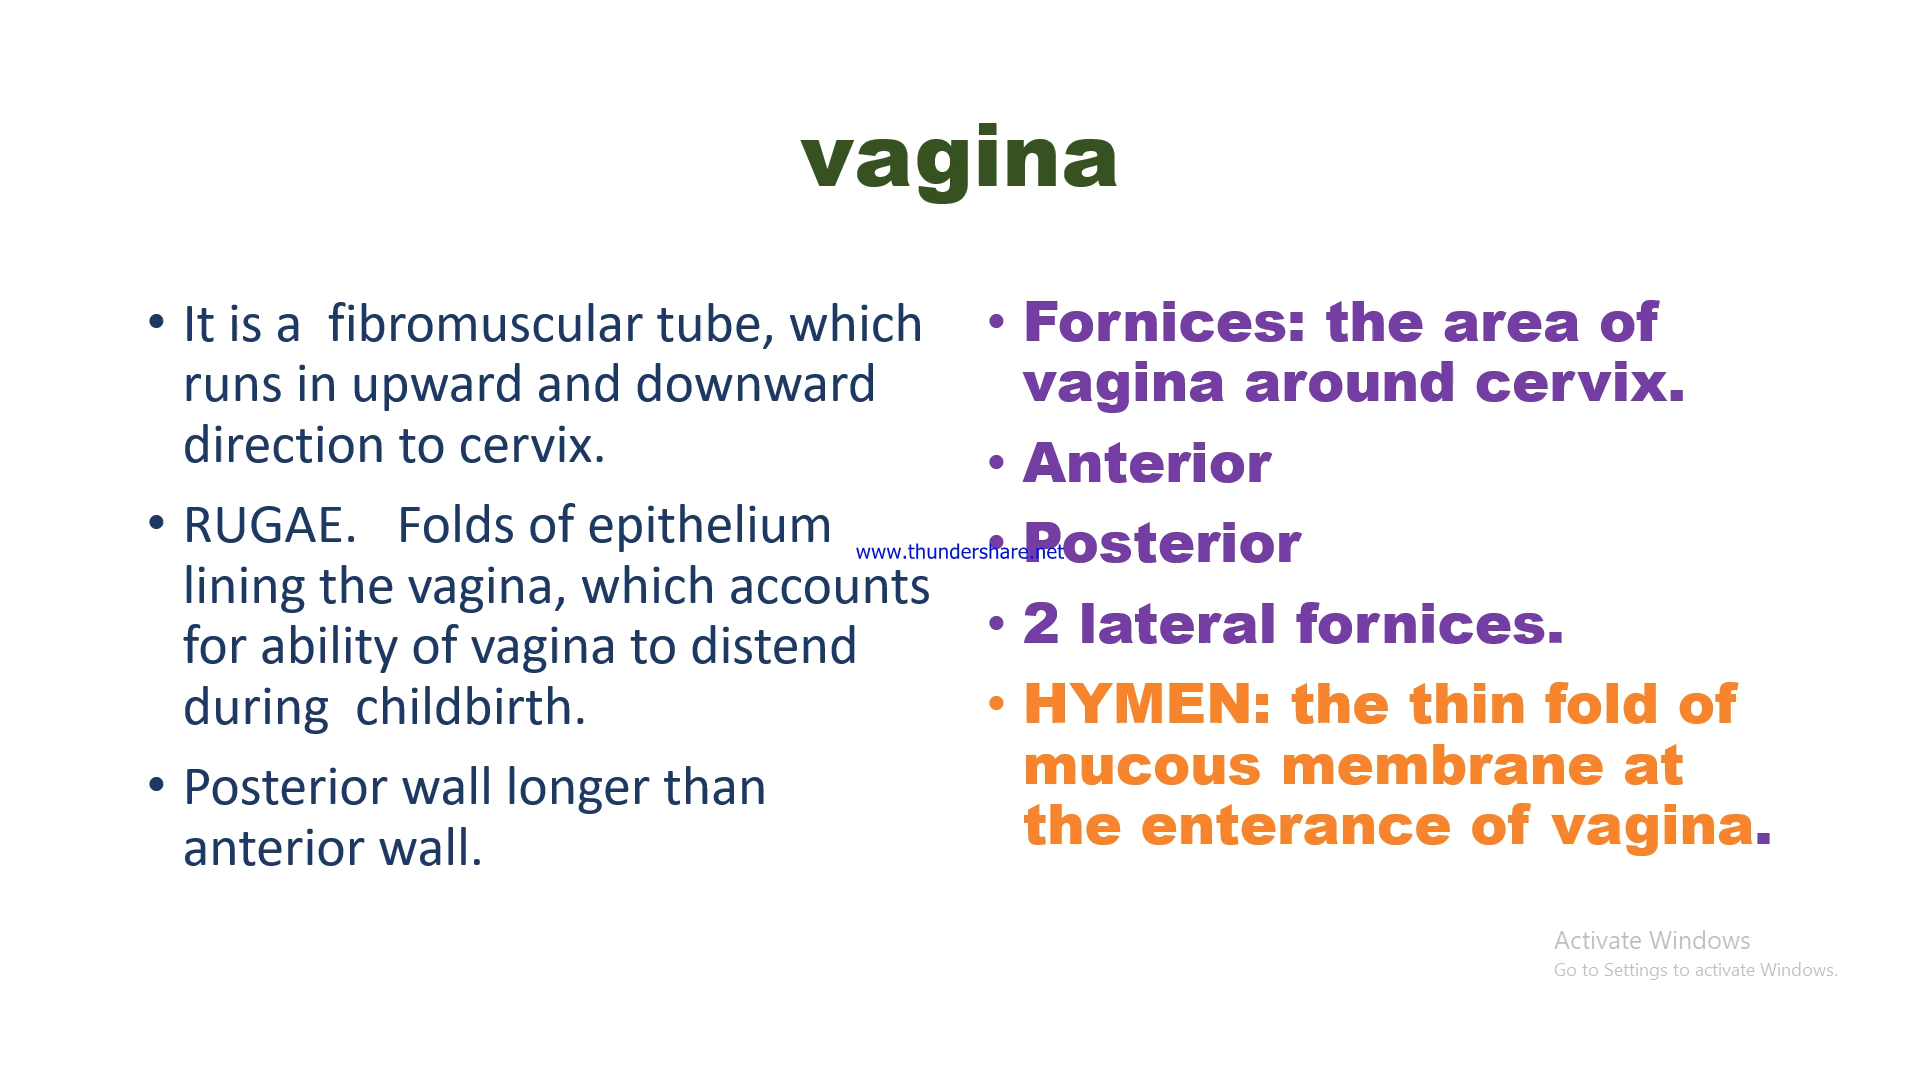 vagina
• It is a  fibromuscular tube, which
runs in upward and downward
direction to cervix.
• RUGAE.   Folds of epithelium
lining the vagina, which accounts
for ability of vagina to distend
during  childbirth.
• Posterior wall longer than
anterior wall.
• Fornices: the area of
vagina around cervix.
• Anterior
• Posterior
• 2 lateral fornices.
• HYMEN: the thin fold of
mucous membrane at
the enterance of vagina.
www.thundershare.net
Activate Windows
Go to Settings to activate Windows.